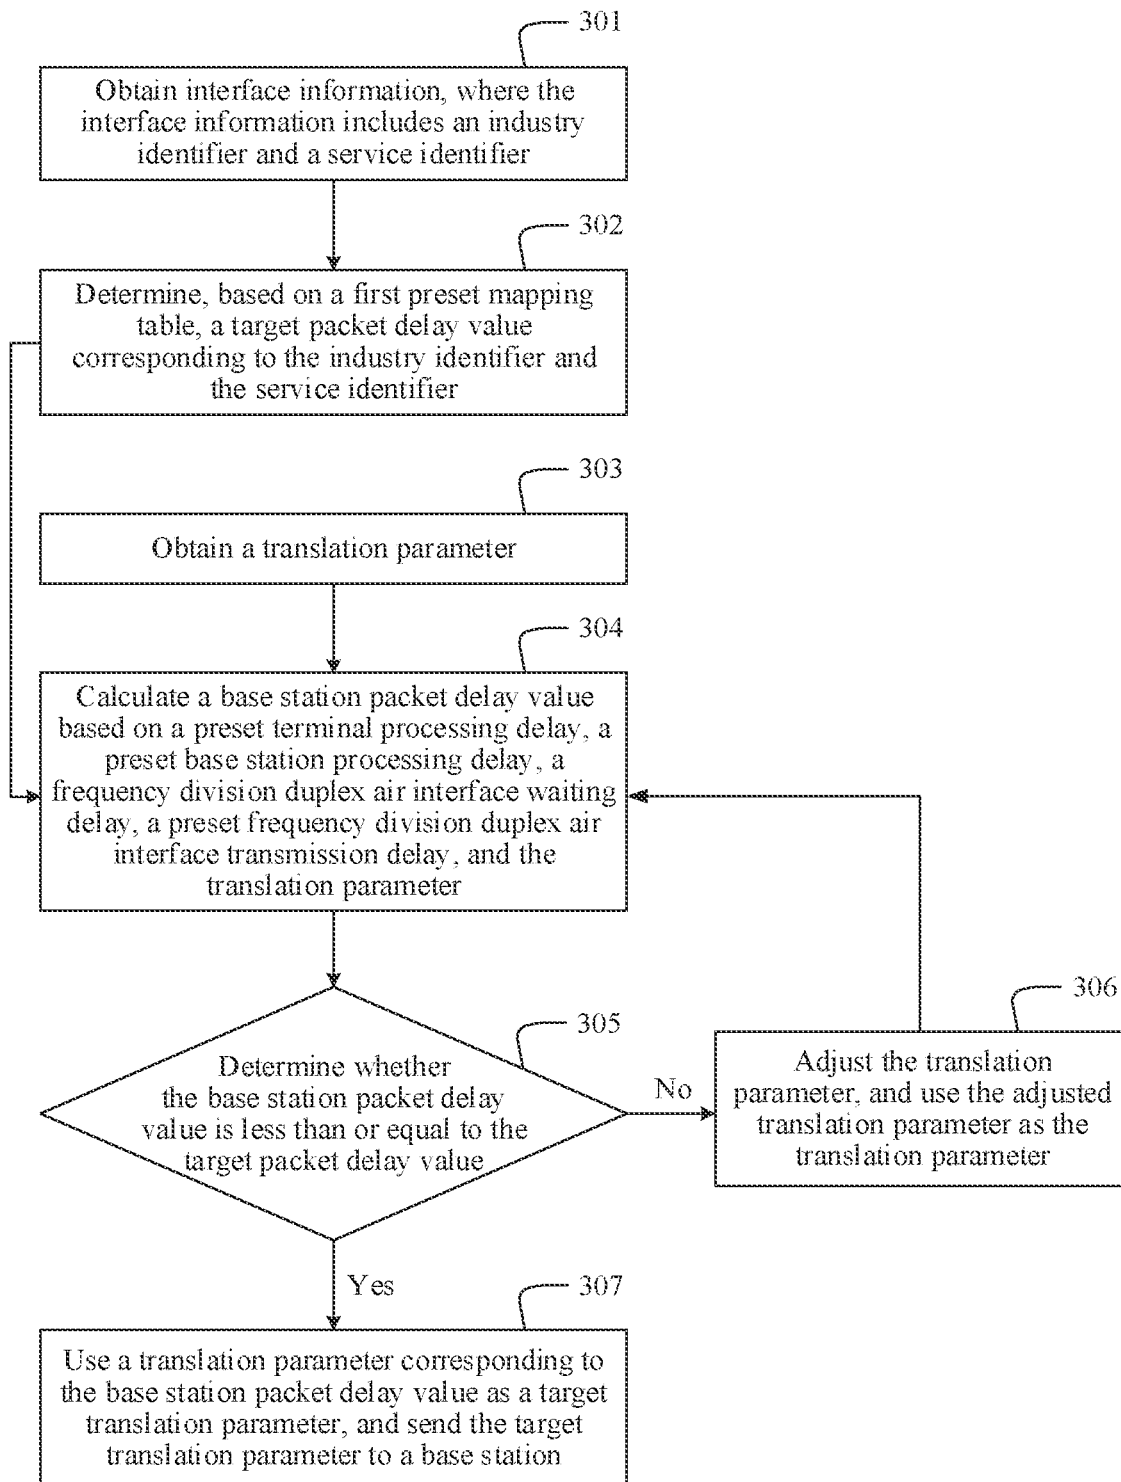 301
Obtain interface information, where the
interface information includes an industry
identifier and a service identifier
302
Determine, based on a first preset mapping
table, a target packet delay value
corresponding to the industry identifier and
the service identifier
303
Obtain a translation parameter
304
Calculate a base station packet delay value
based on a preset terminal processing delay, a
preset base station processing delay, a
frequency division duplex air interface waiting
delay, a preset frequency division duplex air
interface transmission delay, and the
translation parameter
305
Determine whether
the base station packet delay
value is less than or equal to the
target packet delay value
No
306
Adjust the translation
parameter, and use the adjusted
translation parameter as the
translation parameter
Yes
307
Use a translation parameter corresponding to
the base station packet delay value as a target
translation parameter, and send the target
translation parameter to a base station